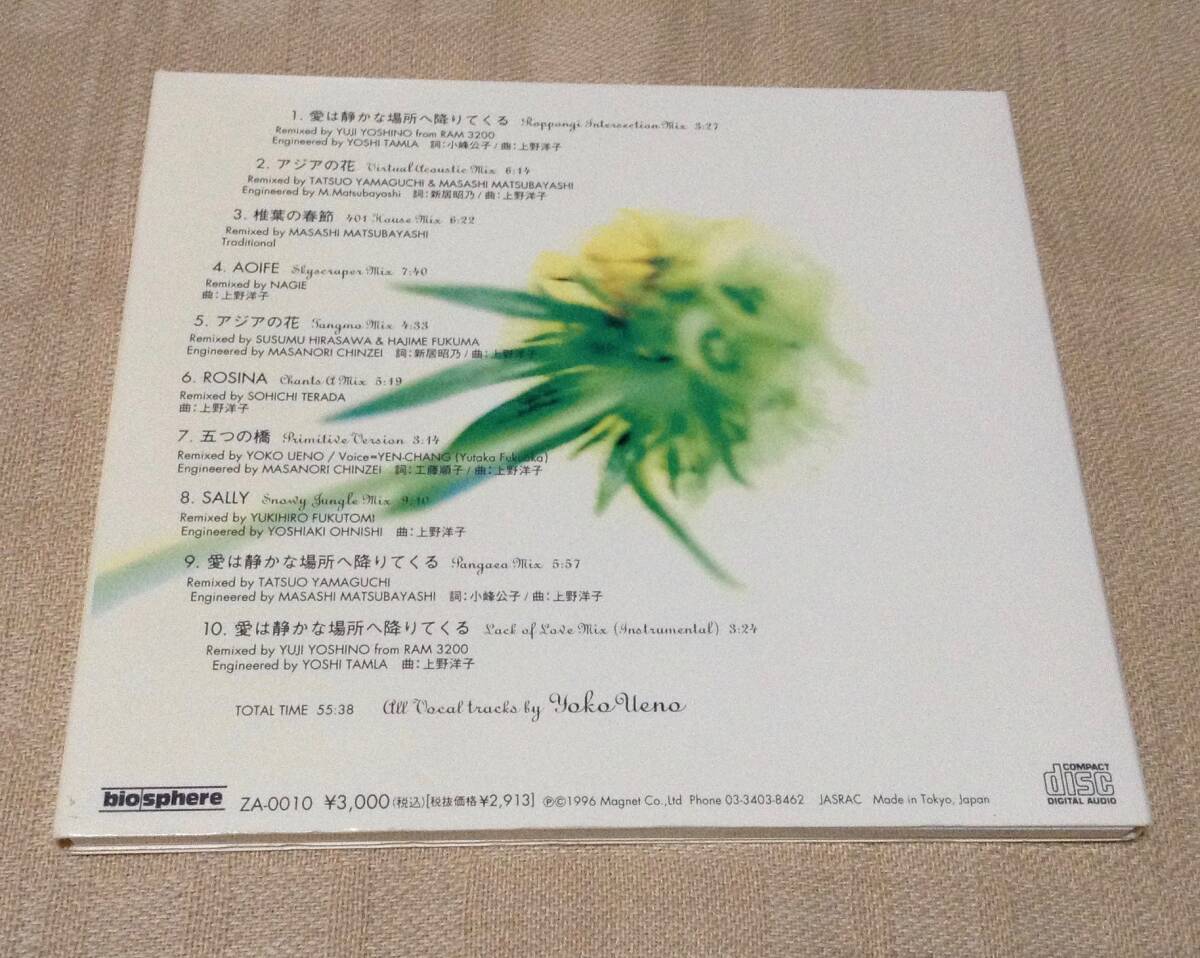 1. 愛は静かな場所へ降りてくる Roppongi Intersection Mix 3:27
Remixed by YUJI YOSHINO from RAM 3200
Engineered by YOSHI TAMLA 詞:小峰公子/曲:上野洋子
2. アジアの花 Virtual Acoustic Mix 6:14
Remixed by TATSUO YAMAGUCHI & MASASHI MATSUBAYASHI
Engineered by M.Matsubayashi 詞:新居昭乃/曲:上野洋子
3. 椎葉の春節 401 House Mix 6:22
Remixed by MASASHI MATSUBAYASHI
Traditional
4. AOIFE Skyscraper Mix 7:40
Remixed by NAGIE
曲:上野洋子
5. アジアの花 Tangmo Mix 4:33
Remixed by SUSUMU HIRASAWA & HAJIME FUKUMA
Engineered by MASANORI CHINZEI 詞:新居昭乃/曲:上野洋子
6. ROSINA Chants A Mix 5:19
Remixed by SOHICHI TERADA
曲:上野洋子
7. 五つの橋 Primitive Version 3:14
Remixed by YOKO UENO / Voice=YEN-CHANG (Yutaka Fukuoka)
Engineered by MASANORI CHINZEI 詞:工藤順子/曲:上野洋子
8. SALLY Snowy Jungle Mix 9:10
Remixed by YUKIHIRO FUKUTOMI
Engineered by YOSHIAKI OHNISHI 曲:上野洋子
9. 愛は静かな場所へ降りてくる Pangaea Mix 5:57
Remixed by TATSUO YAMAGUCHI
Engineered by MASASHI MATSUBAYASHI 詞:小峰公子/曲:上野洋子
10. 愛は静かな場所へ降りてくる Lack of Love Mix (Instrumental) 3:24
Remixed by YUJI YOSHINO from RAM 3200
Engineered by YOSHI TAMLA 曲:上野洋子
TOTAL TIME 55:38 All Vocal tracks by Yoko Ueno
biosphere ZA-0010 ¥3,000(税込)[税抜価格¥2,913] ℗©1996 Magnet Co.,Ltd Phone 03-3403-8462 JASRAC Made in Tokyo, Japan
COMPACT
disc
DIGITAL AUDIO